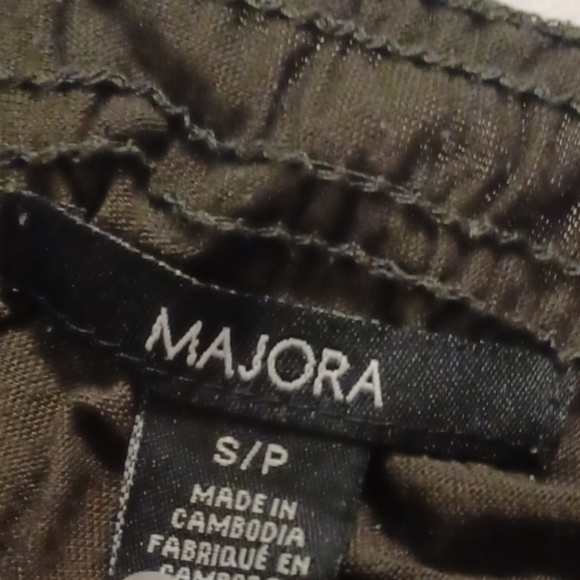 MAJORA
S/P
MADE IN
CAMBODIA
FABRIQUÉ EN